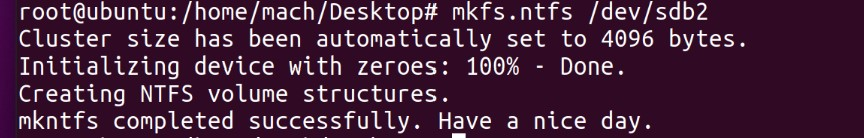 root@ubuntu:/home/mach/Desktop# mkfs.ntfs /dev/sdb2
Cluster size has been automatically set to 4096 bytes.
Initializing device with zeroes: 100% - Done.
Creating NTFS volume structures.
mkntfs completed successfully. Have a nice day.